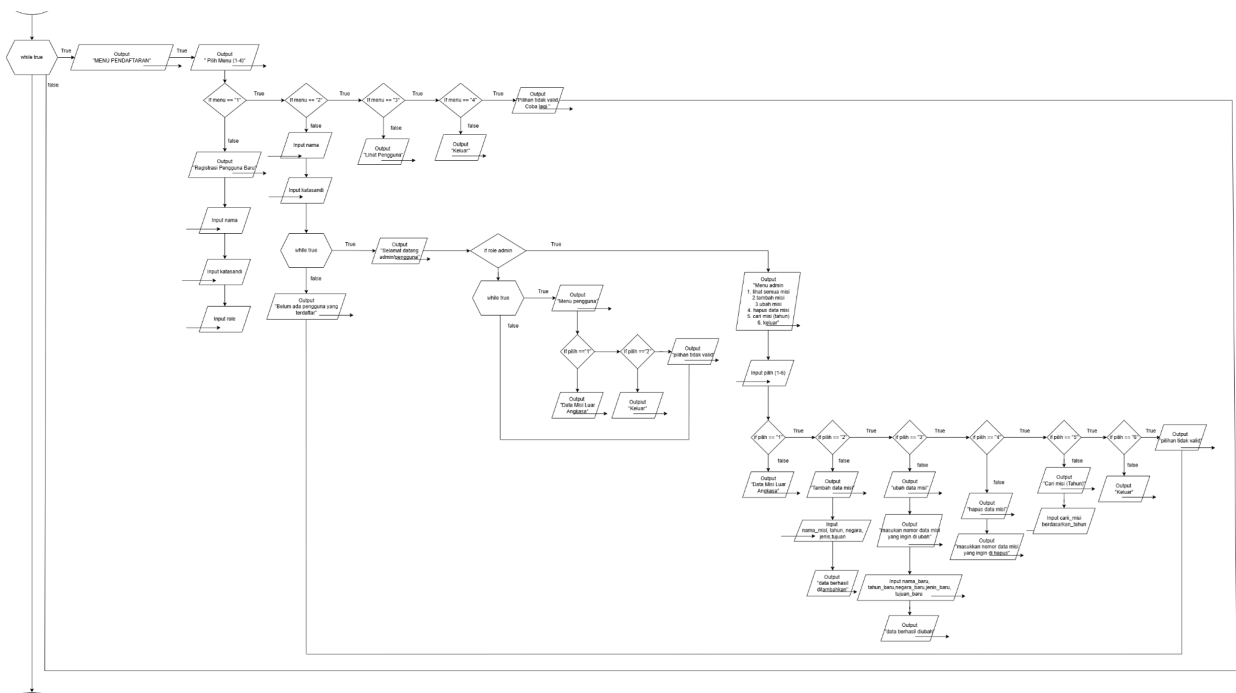 while true
True
Output
"MENU PENDAFTARAN"
True
Output
" Pilih Menu (1-4)"
false
If menu == "1"
True
If menu == "2"
True
If menu == "3"
True
If menu == "4"
True
Output
"Pilihan tidak valid
Coba lagi."
false
false
false
false
Output
"Registrasi Pengguna Baru"
Input nama
Output
"Lihat Pengguna"
Output
"Keluar"
Input katasandi
Input nama
Input katasandi
Input role
while true
True
Output
"Selamat datang
admin/pengguna"
if role admin
True
false
Output
"Belum ada pengguna yang
terdaftar"
while true
True
Output
"Menu pengguna"
false
If pilih =="1"
if pilih =="2"
Output
"pilihan tidak valid"
Output
"Data Misi Luar
Angkasa"
Output
"Keluar"
Output
"Menu admin
1. lihat semua misi
2.tambah misi
3.ubah misi
4. hapus data misi
5. cari misi (tahun)
6. keluar"
Input pilih (1-6)
if pilih == "1"
True
if pilih == "2"
True
if pilih == "3"
True
if pilih == "4"
True
if pilih == "5"
True
if pilih == "6"
True
Output
"pilihan tidak valid"
false
false
false
false
false
false
Output
"Data Misi Luar
Angkasa"
Output
"Tambah data misi"
Input
nama_misi, tahun, negara,
jenis,tujuan
Output
"data berhasil
ditambahkan"
Output
"ubah data misi"
Output
"masukan nomor data misi
yang ingin di ubah"
Input nama_baru,
tahun_baru,negara_baru,jenin_baru,
tujuan_baru
Output
"data berhasil diubah"
Output
"hapus data misi"
Output
"masukkan nomor data misi
yang ingin di hapus"
Output
"Cari misi (Tahun)"
Input cari_misi
berdasarkan_tahun
Output
"Keluar"